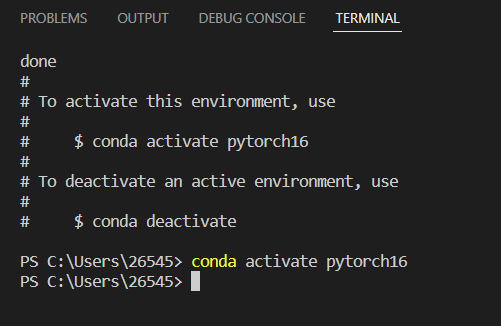 PROBLEMS OUTPUT DEBUG CONSOLE TERMINAL
done
#
# To activate this environment, use
#
#     $ conda activate pytorch16
#
# To deactivate an active environment, use
#
#     $ conda deactivate
PS C:\Users\26545> conda activate pytorch16
PS C:\Users\26545>